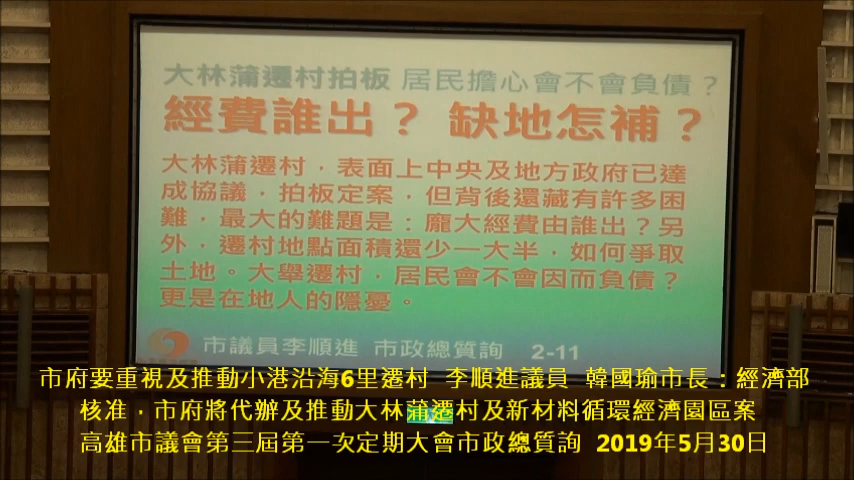 大林蒲遷村拍板 居民擔心會不會負債？
經費誰出？ 缺地怎補？
大林蒲遷村，表面上中央及地方政府已達
成協議，拍板定案，但背後還藏有許多困
難，最大的難題是：龐大經費由誰出？另
外，遷村地點面積還少一大半，如何爭取
土地。大舉遷村，居民會不會因而負債？
更是在地人的隱憂。
市議員李順進 市政總質詢 2-11
市府要重視及推動小港沿海6里遷村 李順進議員 韓國瑜市長：經濟部
核准，市府將代辦及推動大林蒲遷村及新材料循環經濟園區案
高雄市議會第三屆第一次定期大會市政總質詢 2019年5月30日